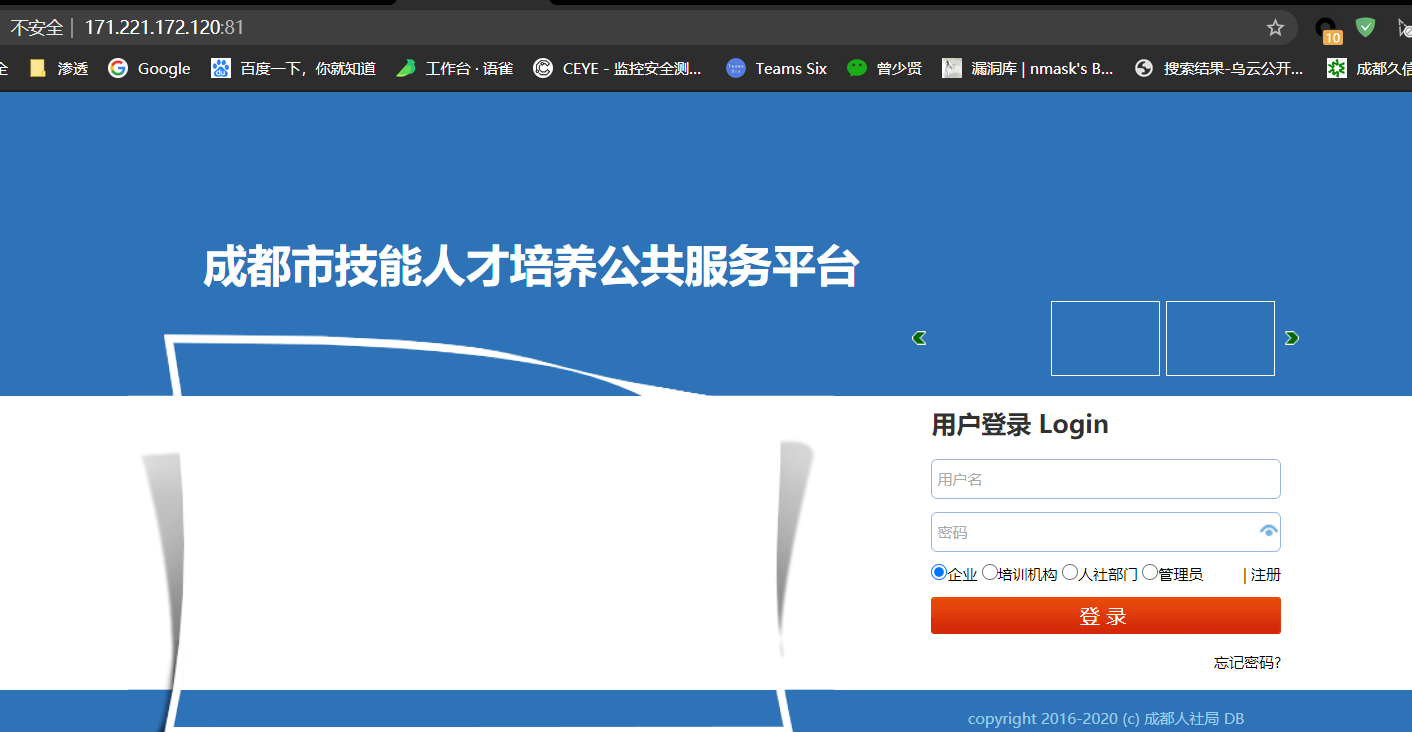 不安全 | 171.221.172.120:81
10
全 渗透 Google 百度一下，你就知道 工作台 · 语雀 CEYE - 监控安全测... Teams Six 曾少贤 漏洞库 | nmask's B... 搜索结果-乌云公开... 成都久信
成都市技能人才培养公共服务平台
用户登录 Login
用户名
密码
企业 培训机构 人社部门 管理员 | 注册
登 录
忘记密码?
copyright 2016-2020 (c) 成都人社局 DB